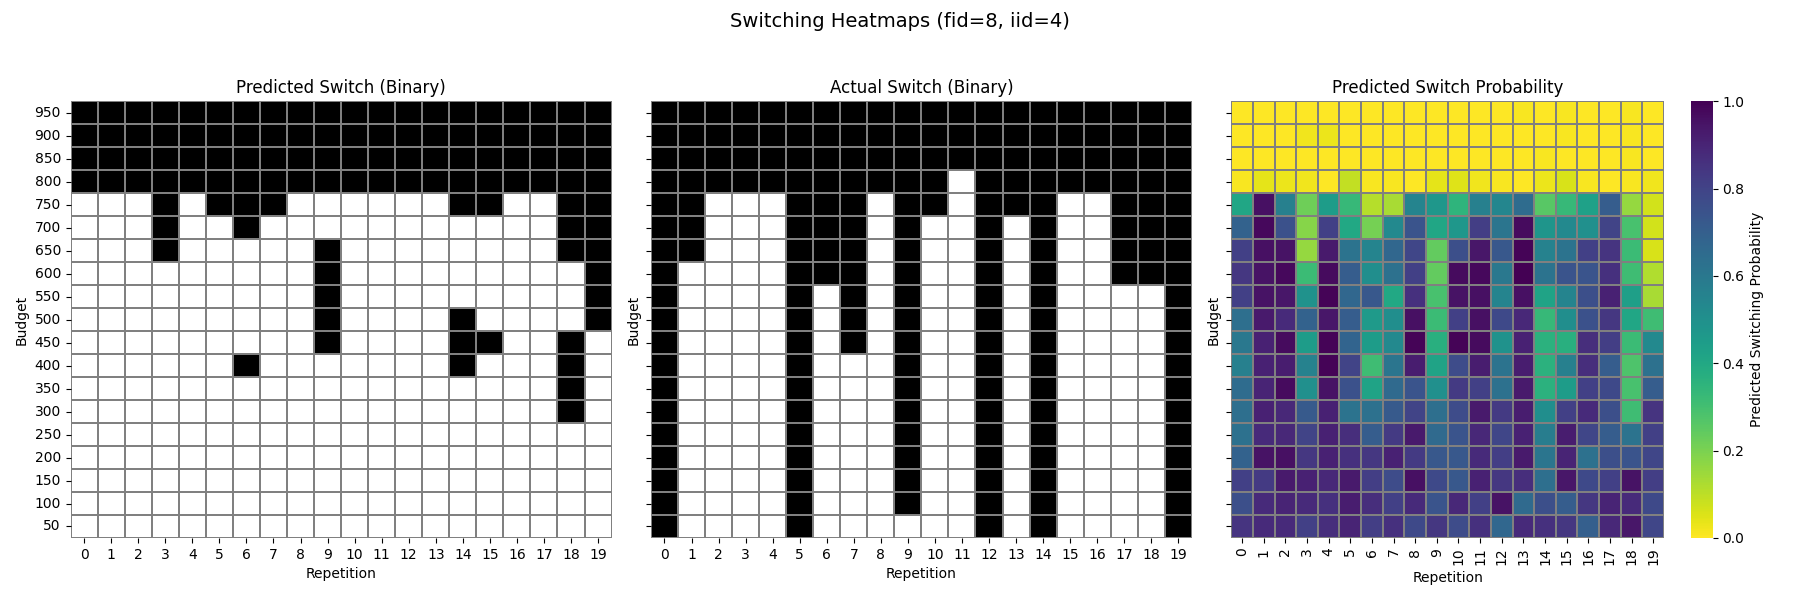 Switching Heatmaps (fid=8, iid=4)
Predicted Switch (Binary)
Budget
950
900
850
800
750
700
650
600
550
500
450
400
350
300
250
200
150
100
50
0 1 2 3 4 5 6 7 8 9 10 11 12 13 14 15 16 17 18 19
Repetition
Actual Switch (Binary)
Budget
0 1 2 3 4 5 6 7 8 9 10 11 12 13 14 15 16 17 18 19
Repetition
Predicted Switch Probability
Budget
0 1 2 3 4 5 6 7 8 9 10 11 12 13 14 15 16 17 18 19
Repetition
1.0
0.8
0.6
0.4
0.2
0.0
Predicted Switching Probability